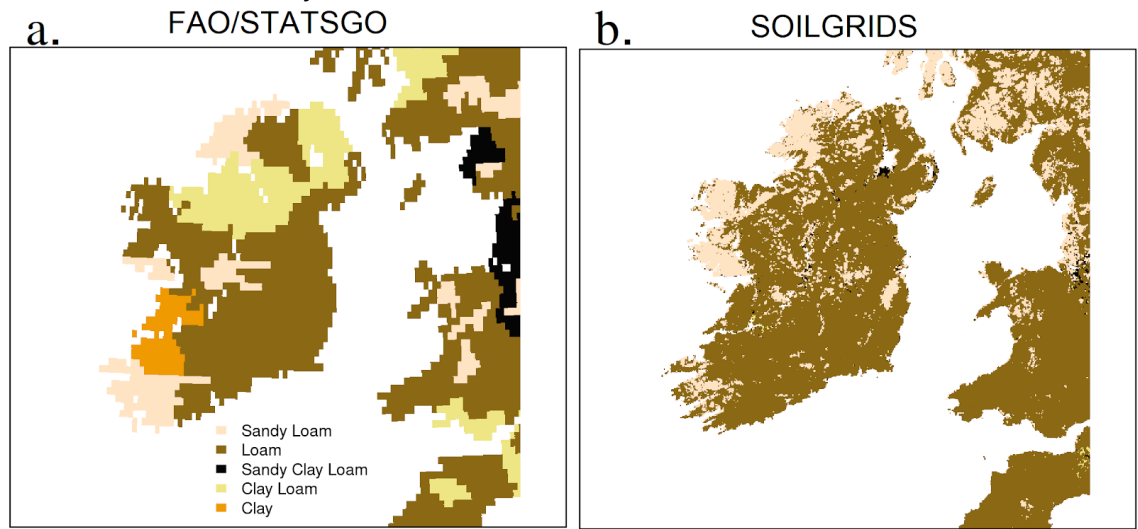 a.
FAO/STATSGO
b.
SOILGRIDS
Sandy Loam
Loam
Sandy Clay Loam
Clay Loam
Clay